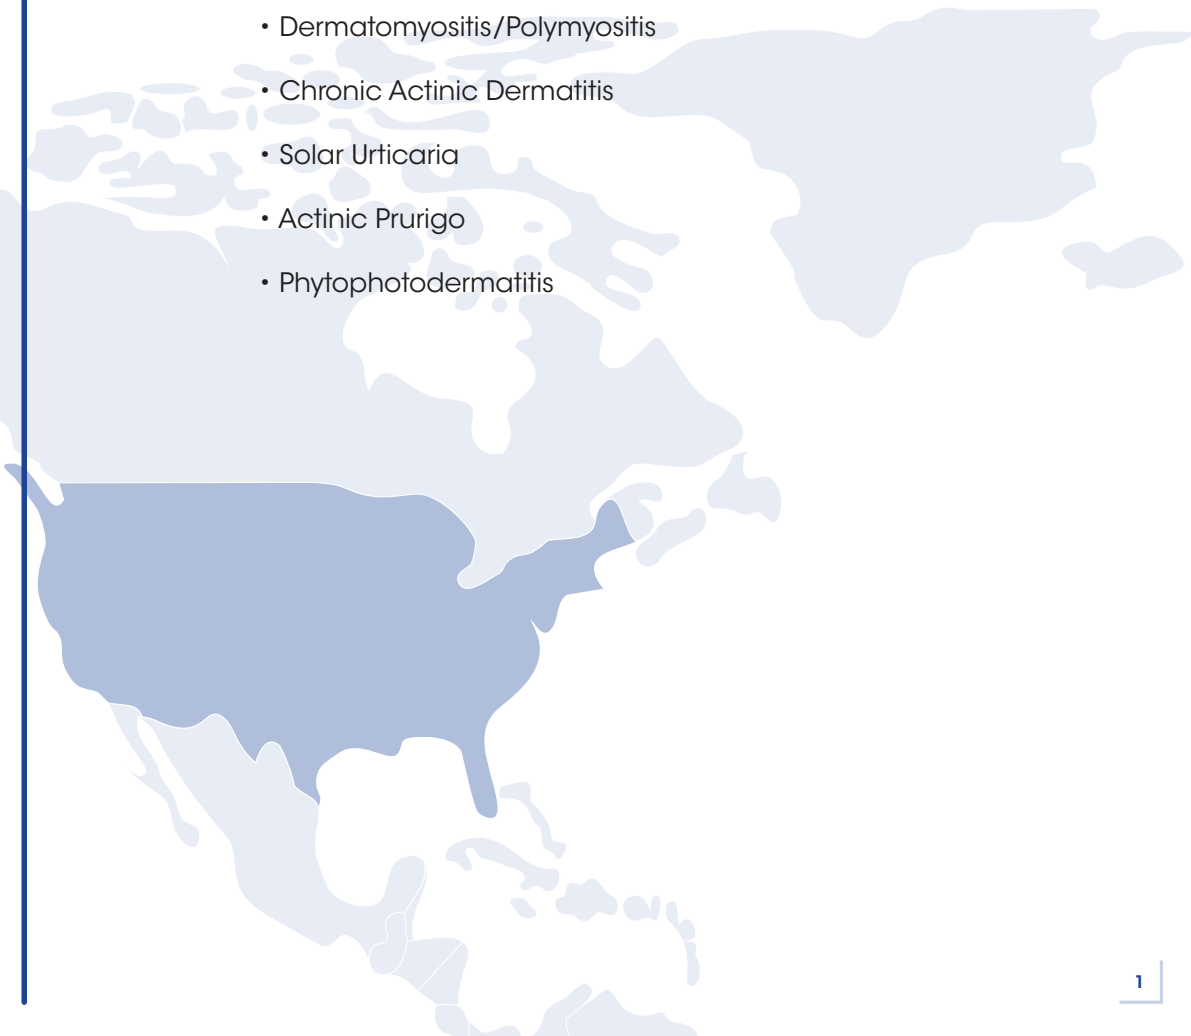 • Dermatomyositis/Polymyositis
• Chronic Actinic Dermatitis
• Solar Urticaria
• Actinic Prurigo
• Phytophotodermatitis
1